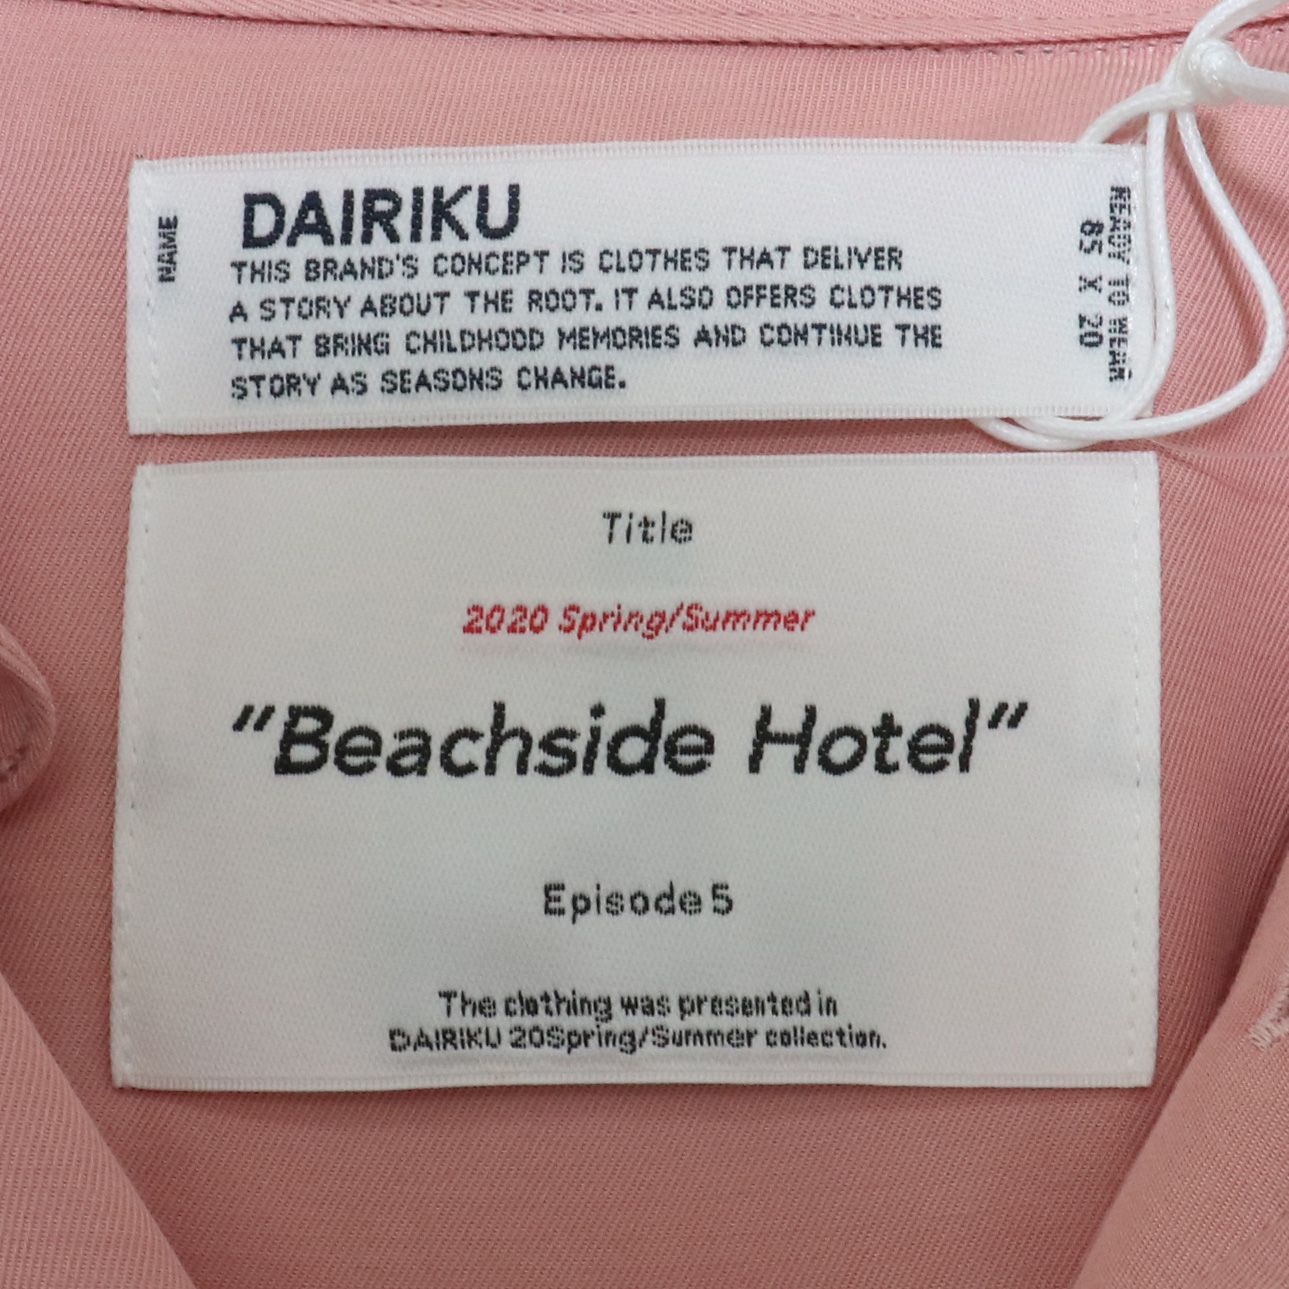 NAME
DAIRIKU
THIS BRAND'S CONCEPT IS CLOTHES THAT DELIVER
A STORY ABOUT THE ROOT. IT ALSO OFFERS CLOTHES
THAT BRING CHILDHOOD MEMORIES AND CONTINUE THE
STORY AS SEASONS CHANGE.
READY TO WEAR
65 X 20
Title
2020 Spring/Summer
"Beachside Hotel"
Episode 5
The clothing was presented in
DAIRIKU 20Spring/Summer collection.